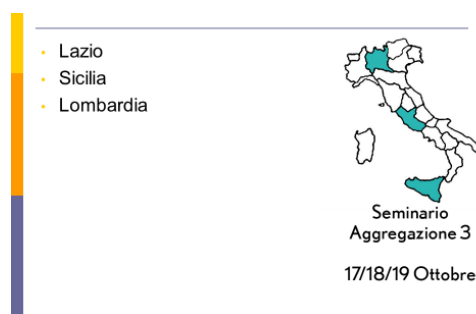 Lazio
Sicilia
Lombardia
Seminario
Aggregazione 3
17/18/19 Ottobre